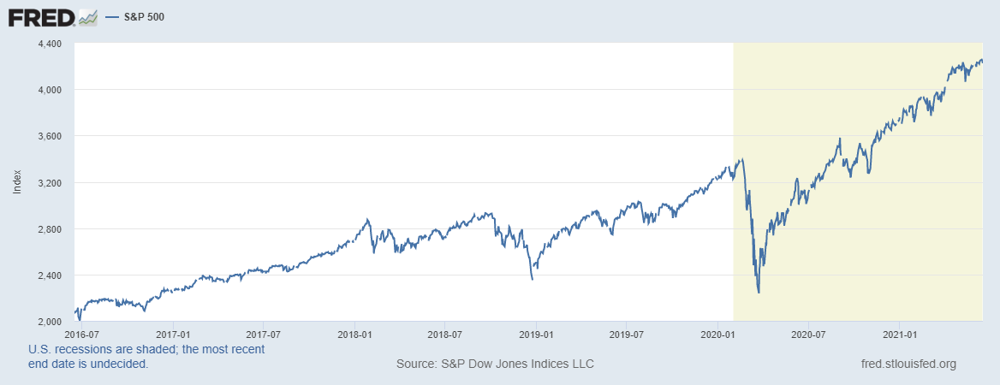 FRED
S&P 500
4,400
4,000
3,600
3,200
2,800
2,400
2,000
Index
2016-07
2017-01
2017-07
2018-01
2018-07
2019-01
2019-07
2020-01
2020-07
2021-01
U.S. recessions are shaded; the most recent
end date is undecided.
Source: S&P Dow Jones Indices LLC
fred.stlouisfed.org